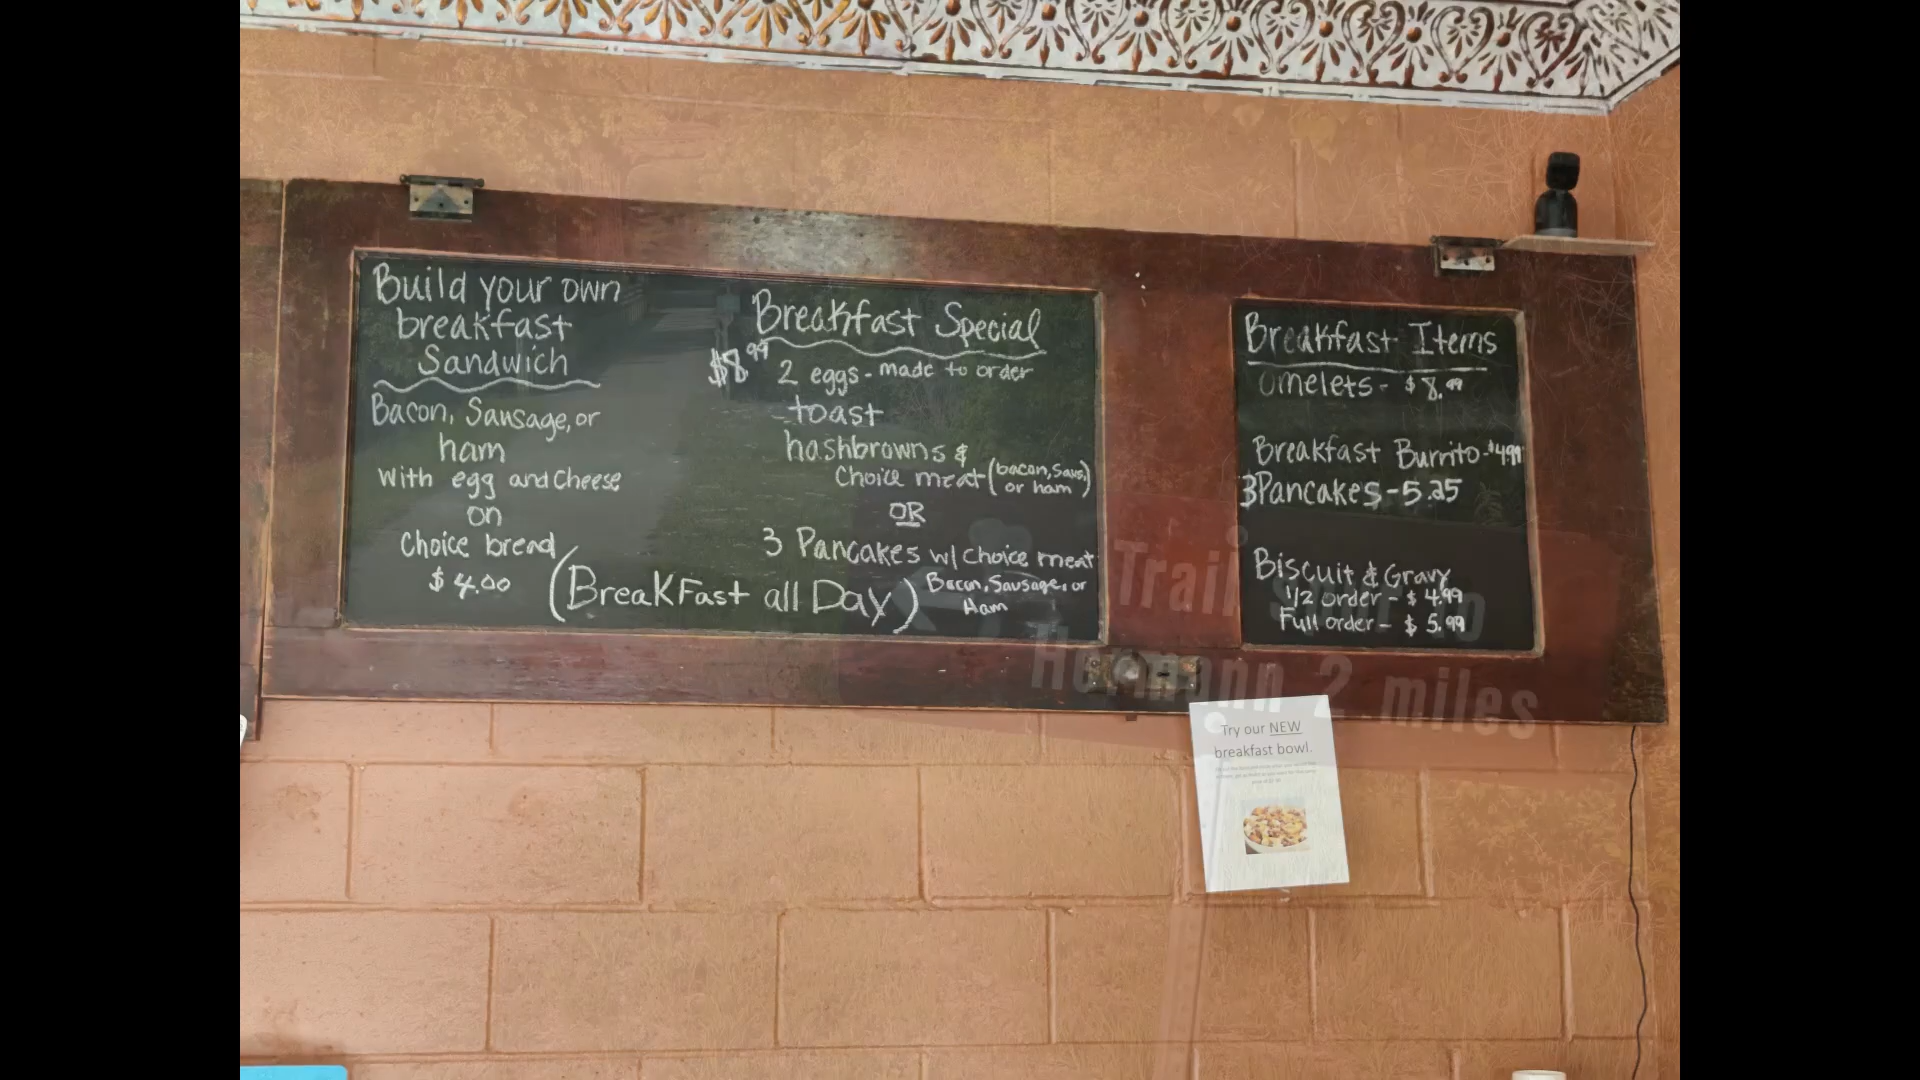 Build your own
breakfast
Sandwich
Bacon, Sausage, or
ham
With egg and Cheese
on
Choice bread
$4.00
(BreakFast all Day)
Breakfast Special
$8.99
2 eggs - made to order
toast
hashbrowns &
Choice meat (bacon, Saus,
or ham)
OR
3 Pancakes w/ choice meat
Bacon, Sausage, or
Ham
Breakfast Items
Omelets - $8.99
Breakfast Burrito - $4.99
3 Pancakes - 5.25
Biscuit & Gravy
1/2 order - $4.99
Full order - $5.99
Trail Spur to
Hermann 2 miles
Try our NEW
breakfast bowl.